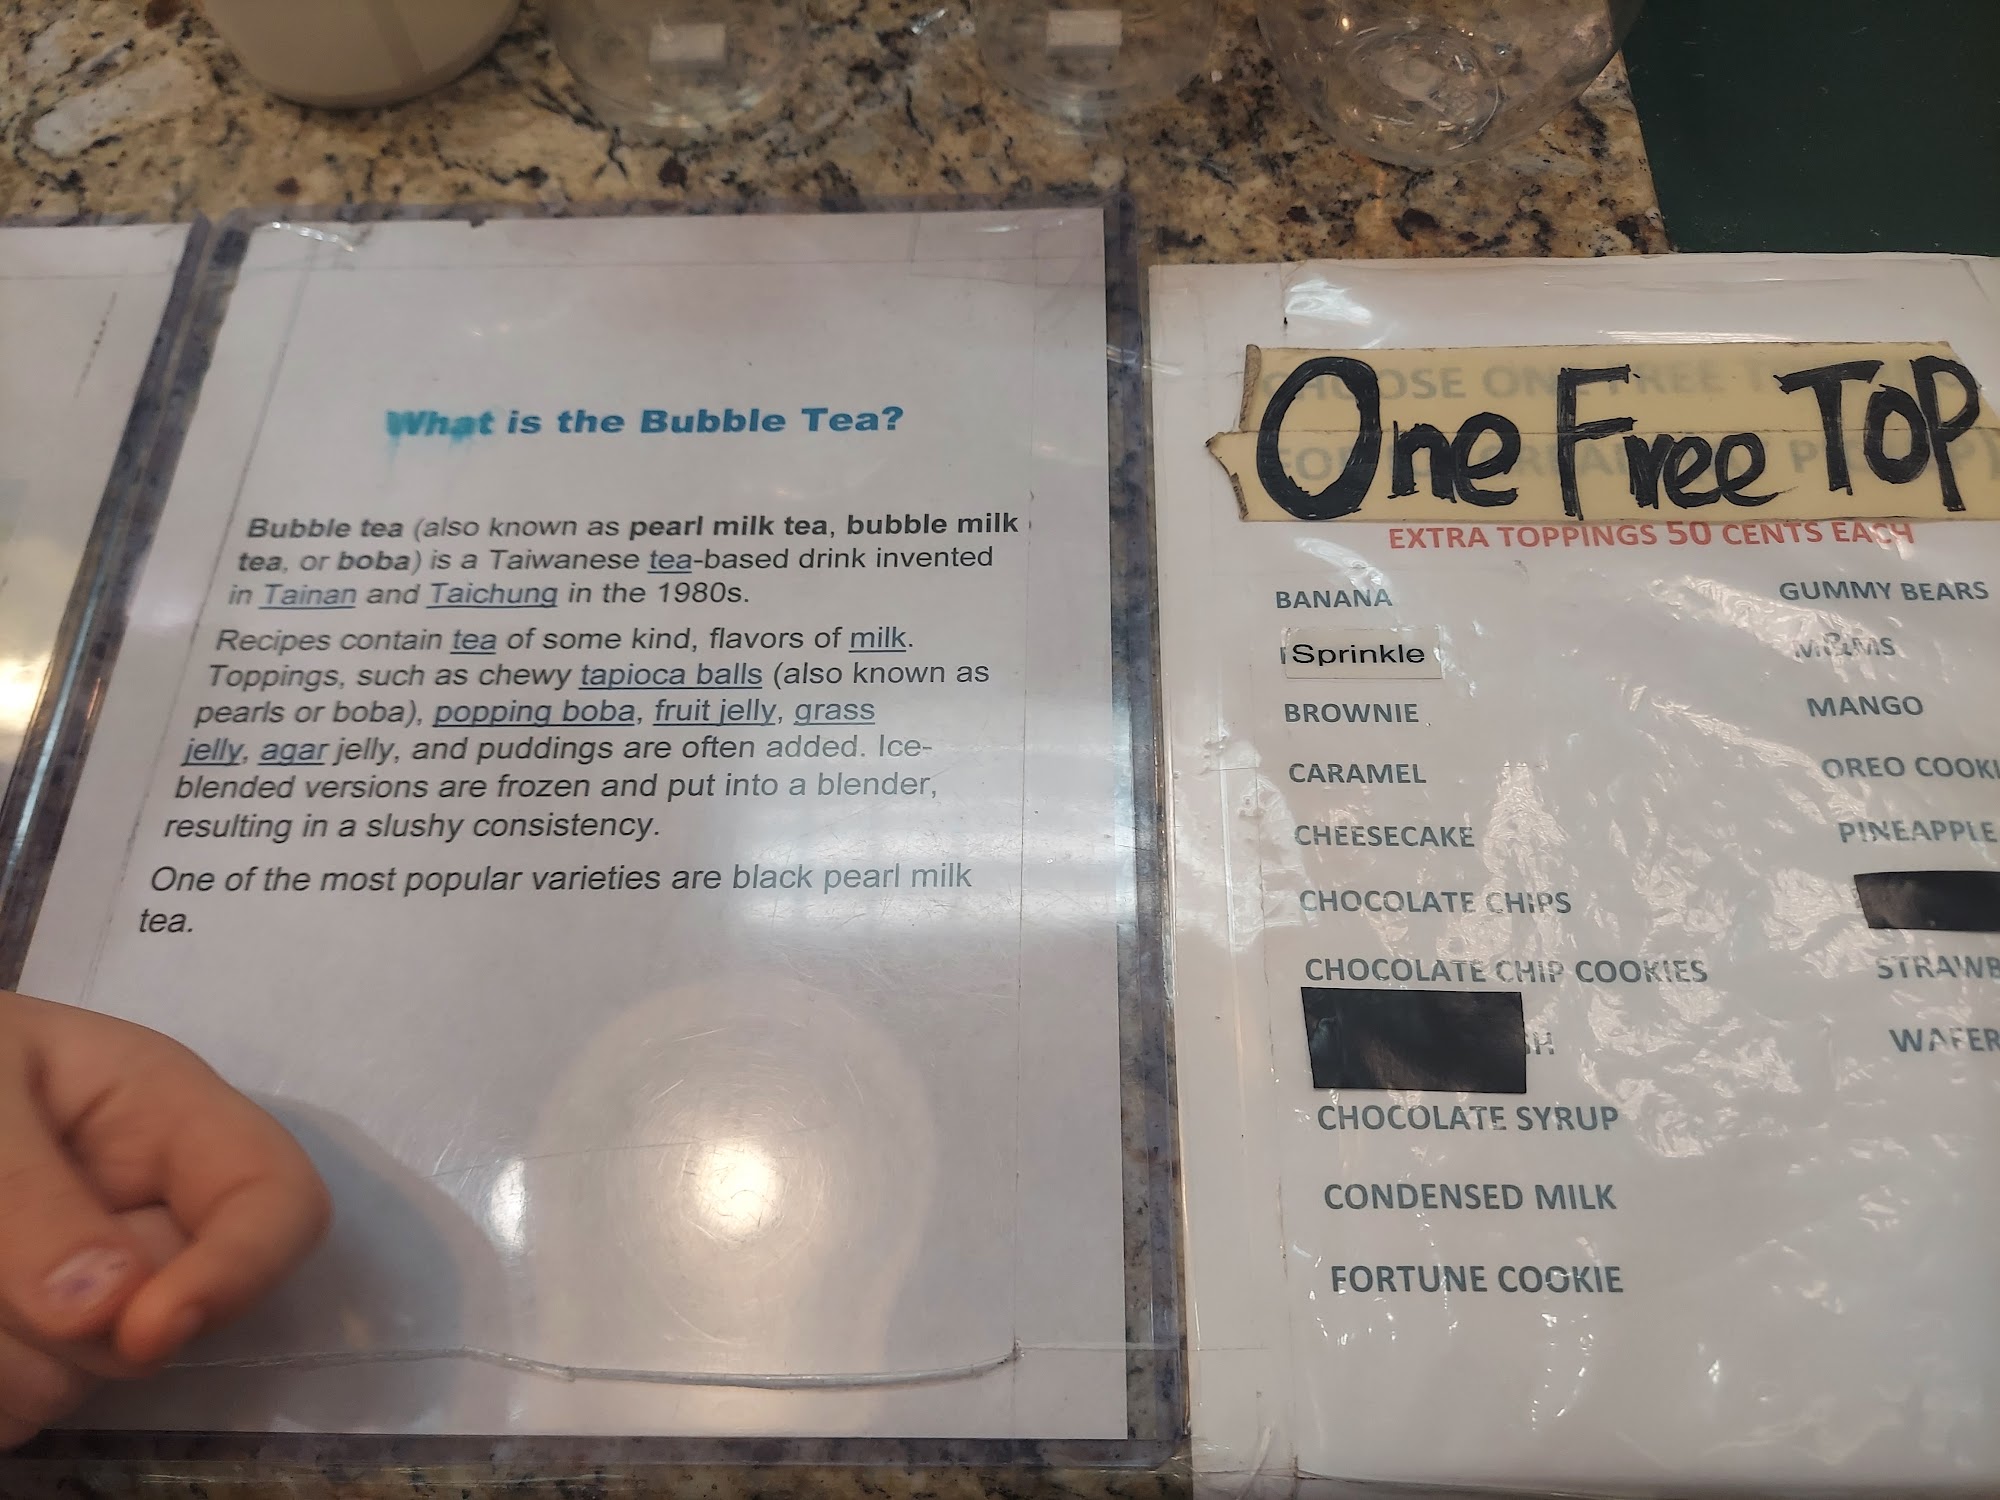 What is the Bubble Tea?
Bubble tea (also known as pearl milk tea, bubble milk
tea, or boba) is a Taiwanese tea-based drink invented
in Tainan and Taichung in the 1980s.
Recipes contain tea of some kind, flavors of milk.
Toppings, such as chewy tapioca balls (also known as
pearls or boba), popping boba, fruit jelly, grass
jelly, agar jelly, and puddings are often added. Ice-
blended versions are frozen and put into a blender,
resulting in a slushy consistency.
One of the most popular varieties are black pearl milk
tea.
One Free TOP
EXTRA TOPPINGS 50 CENTS EACH
BANANA
Sprinkle
BROWNIE
CARAMEL
CHEESECAKE
CHOCOLATE CHIPS
CHOCOLATE CHIP COOKIES
CHOCOLATE SYRUP
CONDENSED MILK
FORTUNE COOKIE
GUMMY BEARS
M&MS
MANGO
OREO COOKI
PINEAPPLE
STRAWB
WAFER